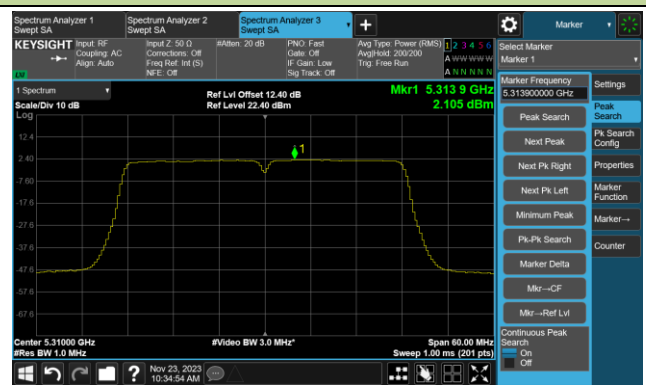 Spectrum Analyzer 1
Swept SA
Spectrum Analyzer 2
Swept SA
Spectrum Analyzer 3
Swept SA
Marker
KEYSIGHT
Input: RF
Coupling: AC
Align: Auto
Input Z: 50 Ω
Corrections: Off
Freq Ref: Int (S)
NFE: Off
#Atten: 20 dB
PNO: Fast
Gate: Off
IF Gain: Low
Sig Track: Off
Avg Type: Power (RMS)
Avg|Hold: 200/200
Trig: Free Run
1 2 3 4 5 6
A W W W W W
A N N N N N
LW
Select Marker
Marker 1
1 Spectrum
Scale/Div 10 dB
Log
Ref Lvl Offset 12.40 dB
Ref Level 22.40 dBm
Mkr1 5.313 9 GHz
2.105 dBm
1
12.4
2.40
-7.60
-17.6
-27.6
-37.6
-47.6
-57.6
-67.6
Center 5.31000 GHz
#Res BW 1.0 MHz
#Video BW 3.0 MHz*
Span 60.00 MHz
Sweep 1.00 ms (201 pts)
Marker Frequency
5.313900000 GHz
Peak Search
Next Peak
Next Pk Right
Next Pk Left
Minimum Peak
Pk-Pk Search
Marker Delta
Mkr→CF
Mkr→Ref Lvl
Continuous Peak
Search
On
Off
Settings
Peak
Search
Pk Search
Config
Properties
Marker
Function
Marker→
Counter
Nov 23, 2023
10:34:54 AM